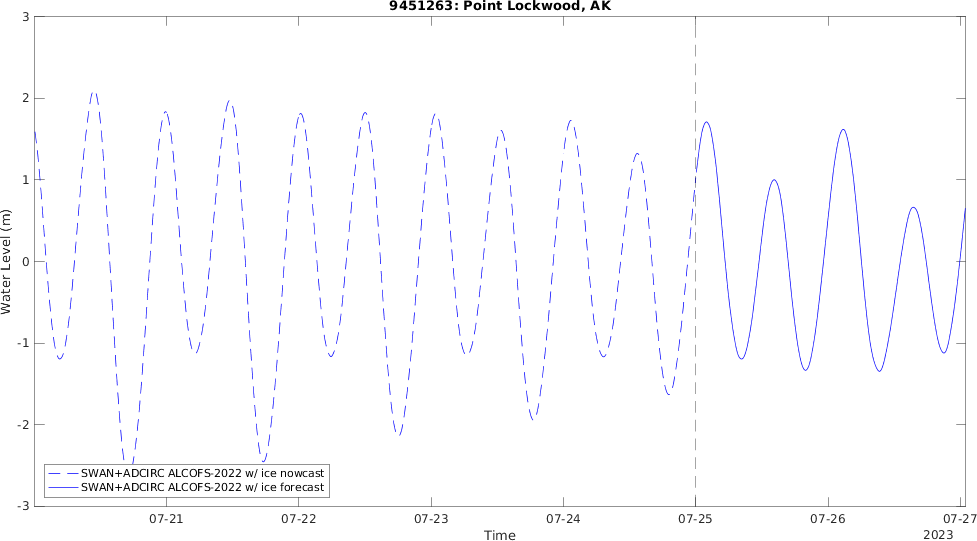 9451263: Point Lockwood, AK
3
2
1
0
-1
-2
-3
Water Level (m)
SWAN+ADCIRC ALCOFS-2022 w/ ice nowcast
SWAN+ADCIRC ALCOFS-2022 w/ ice forecast
07-21 07-22 07-23 07-24 07-25 07-26 07-27
Time
2023